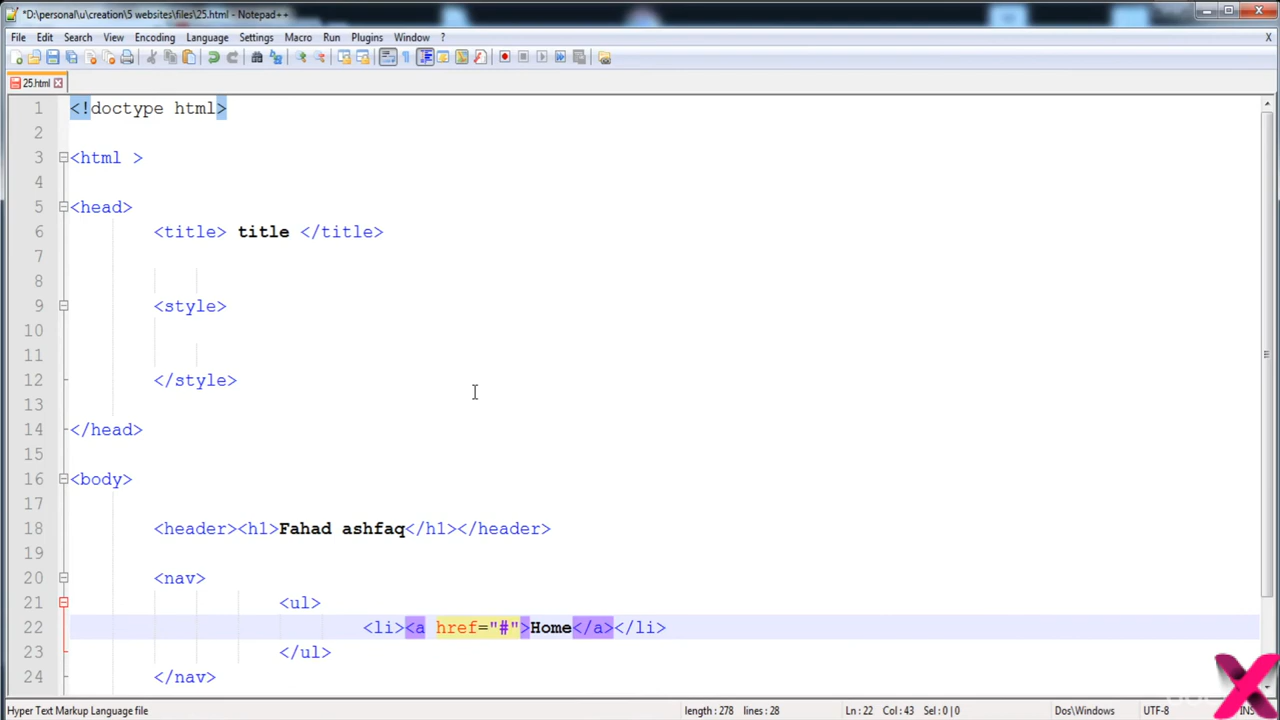 *D:\personal\u\creation\5 websites\files\25.html - Notepad++
File Edit Search View Encoding Language Settings Macro Run Plugins Window ? X
25.html
1 <!doctype html>
2
3 <html >
4
5 <head>
6 <title> title </title>
7
8
9 <style>
10
11
12 </style>
13
14 </head>
15
16 <body>
17
18 <header><h1>Fahad ashfaq</h1></header>
19
20 <nav>
21 <ul>
22 <li><a href="#">Home</a></li>
23 </ul>
24 </nav>
Hyper Text Markup Language file length : 278 lines : 28 Ln : 22 Col : 43 Sel : 0 | 0 Dos\Windows UTF-8 INS